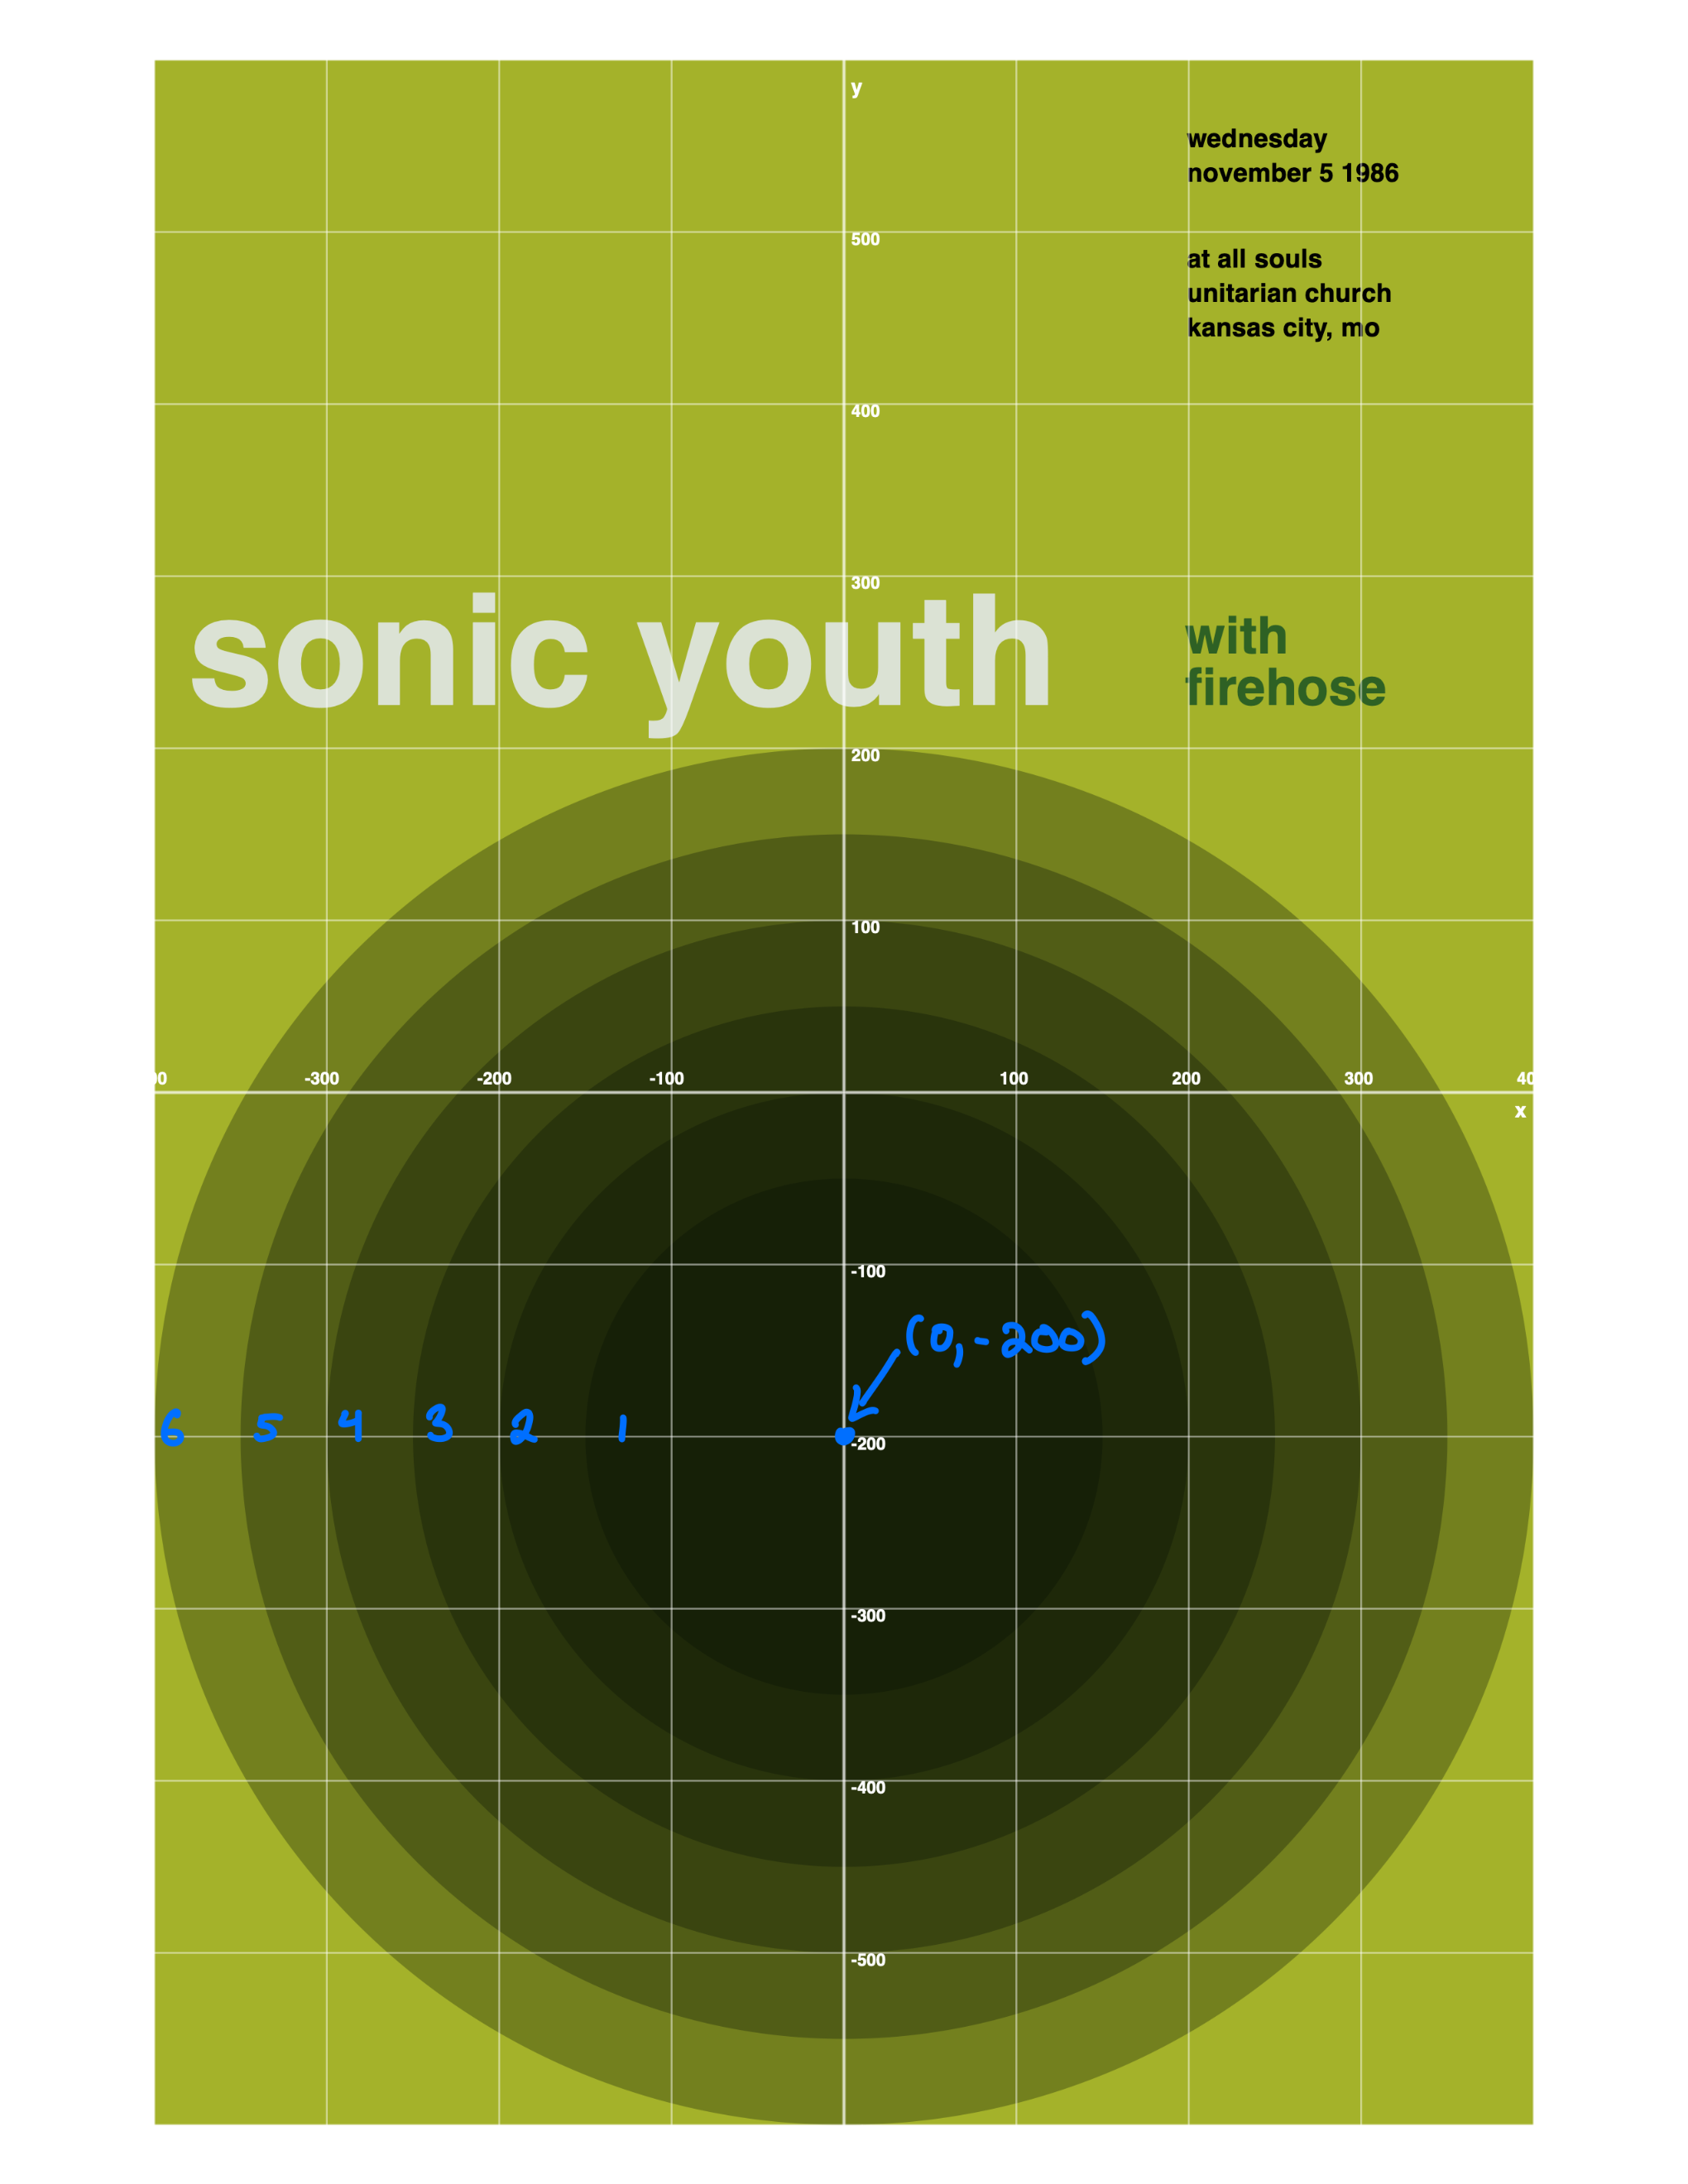 y
wednesday
november 5 1986
500
at all souls
unitarian church
kansas city, mo
400
300
sonic youth
with
firehose
200
100
00 -300 -200 -100 100 200 300 40
x
-100
(0,-200)
6 5 4 3 2 1
-200
-300
-400
-500